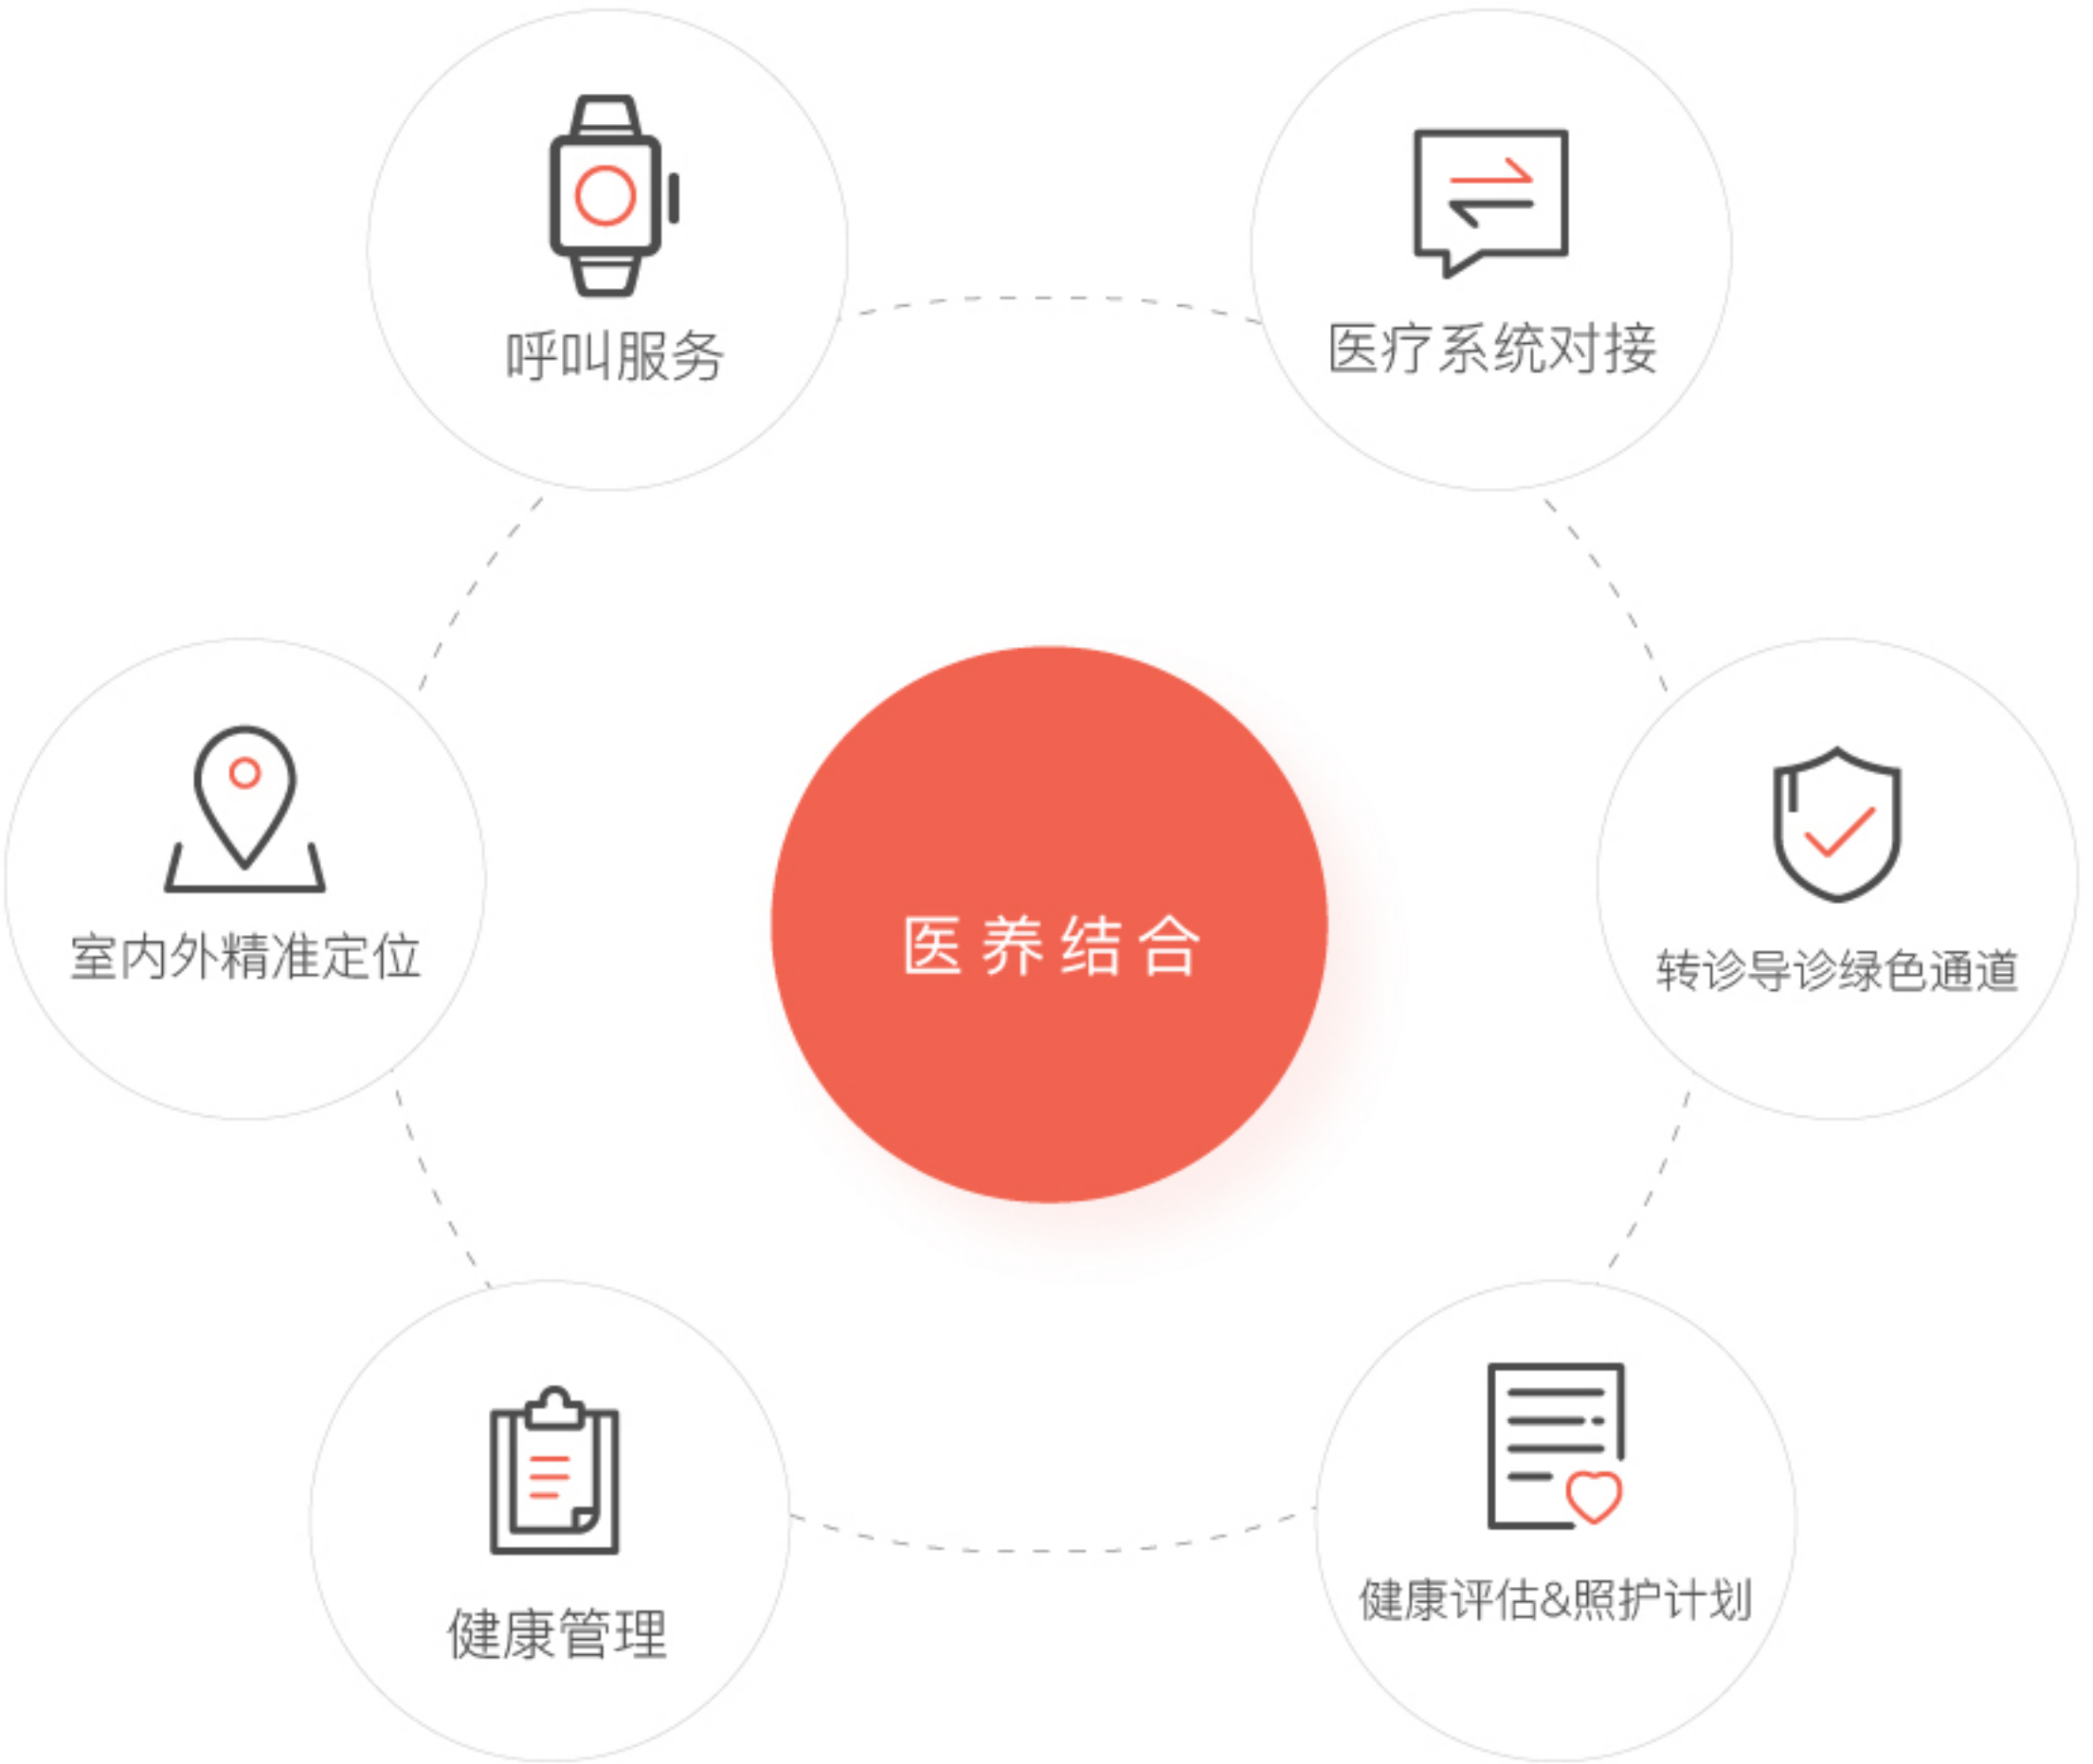 呼叫服务
医疗系统对接
室内外精准定位
医养结合
转诊导诊绿色通道
健康管理
健康评估&照护计划